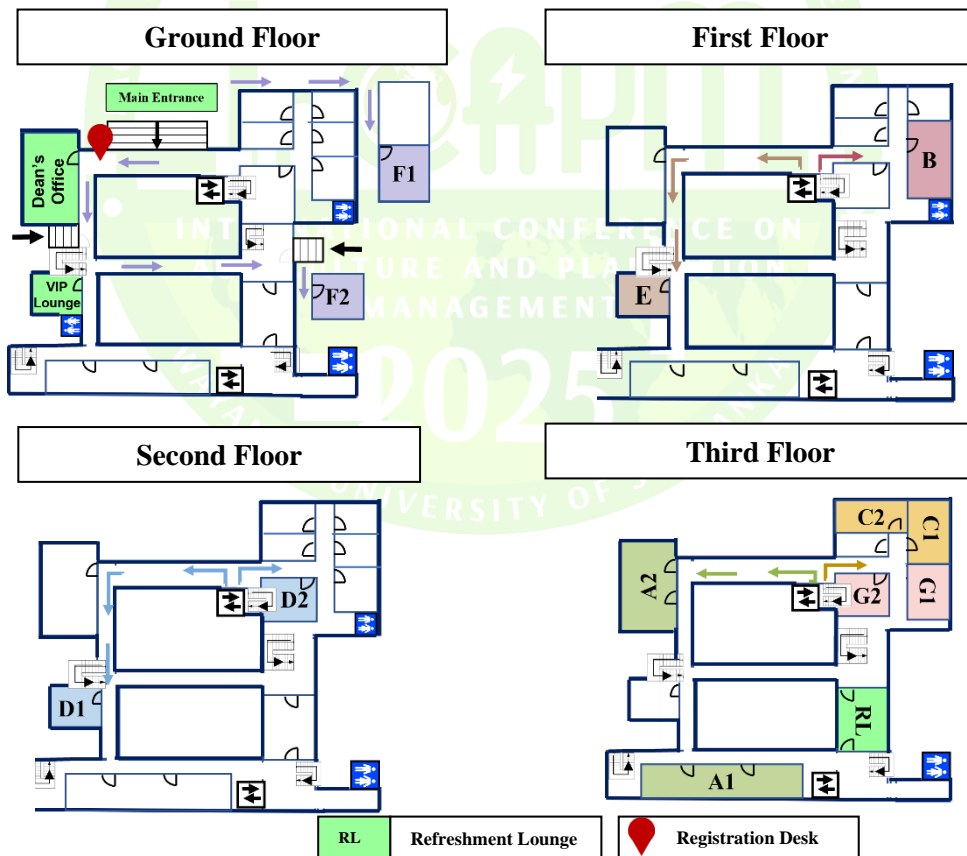 Ground Floor
First Floor
Main Entrance
Dean's
Office
F1
B
INTERNATIONAL CONFERENCE ON
VIP
Lounge
F2
E
MANAGEMENT
2025
Second Floor
Third Floor
UNIVERSITY OF
C2
C1
A2
D2
G2
G1
D1
RL
A1
RL
Refreshment Lounge
Registration Desk